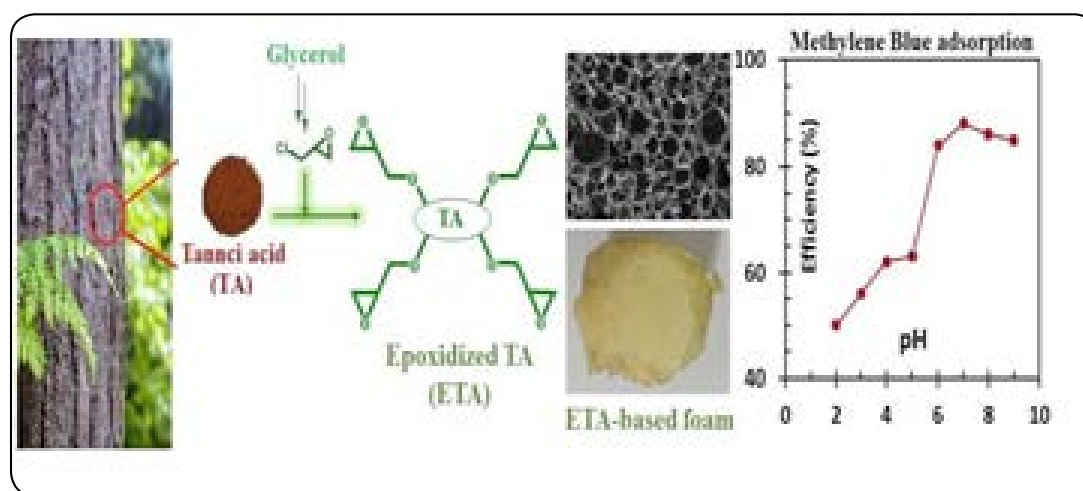 Glycerol
Cl
O
Tannci acid
(TA)
O
O
O
O
TA
O
O
O
O
Epoxidized TA
(ETA)
ETA-based foam
Methylene Blue adsorption
100
80
60
40
Efficiency (%)
pH
0 2 4 6 8 10